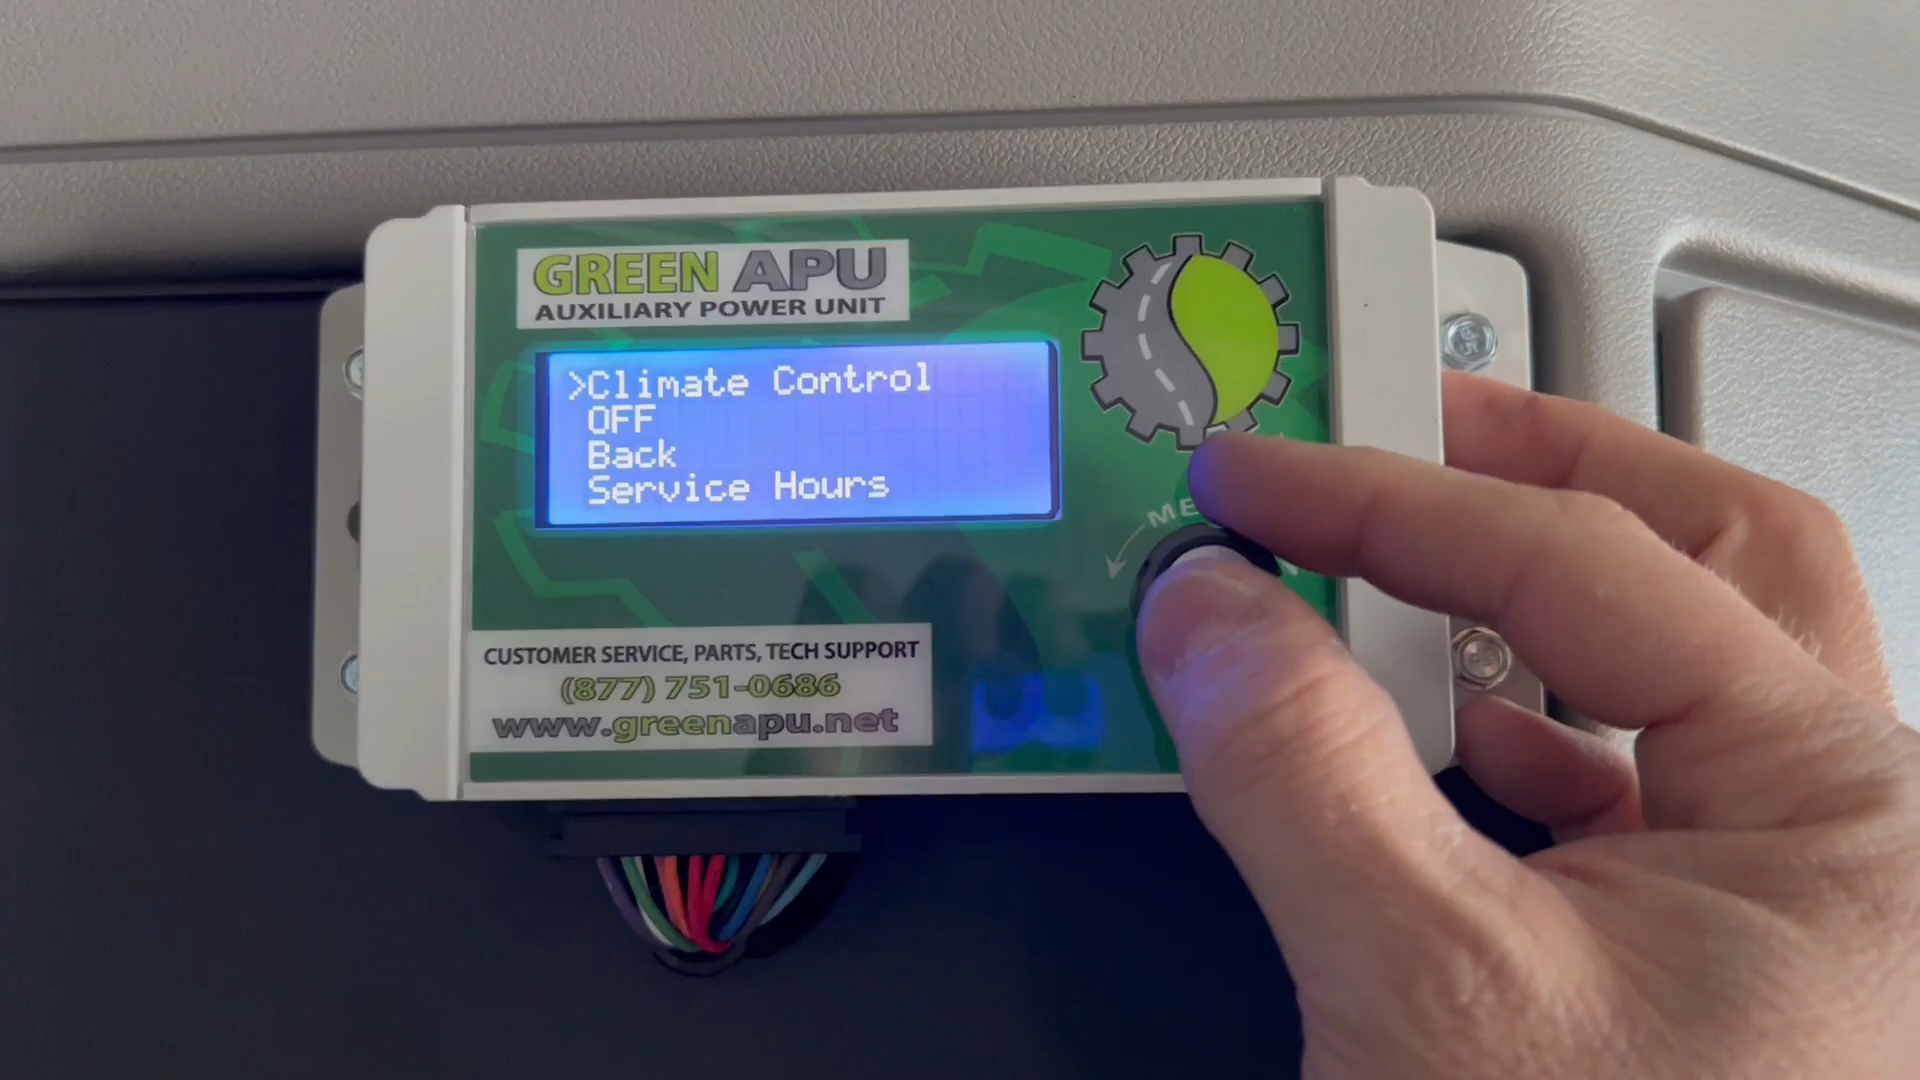 GREEN APU
AUXILIARY POWER UNIT
>Climate Control
OFF
Back
Service Hours
CUSTOMER SERVICE, PARTS, TECH SUPPORT
(877) 751-0686
www.greenapu.net